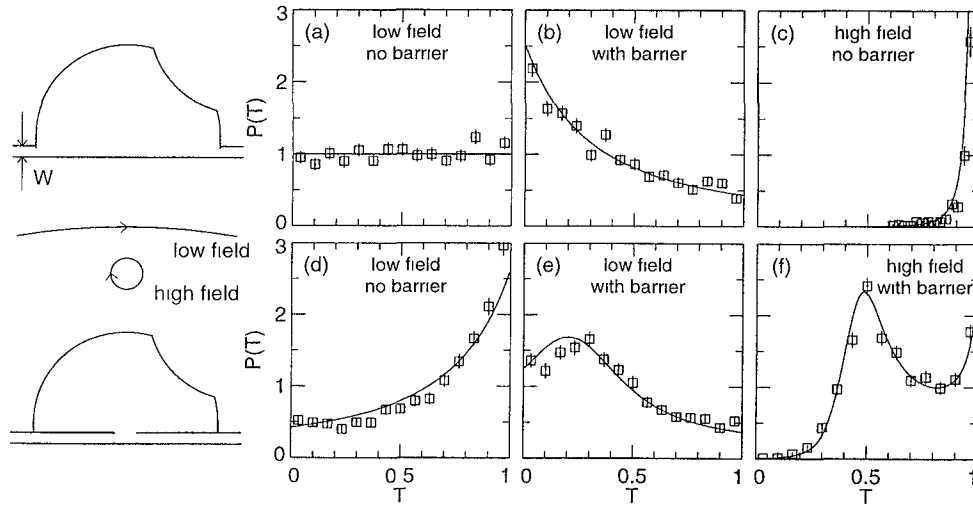 W
low field
high field
P(T)
3
2
1
0
(a)
low field
no barrier
(b)
low field
with barrier
(c)
high field
no barrier
P(T)
3
2
1
0
(d)
low field
no barrier
(e)
low field
with barrier
(f)
high field
with barrier
0
0.5
1
T
0
0.5
1
T
0.5
1
T